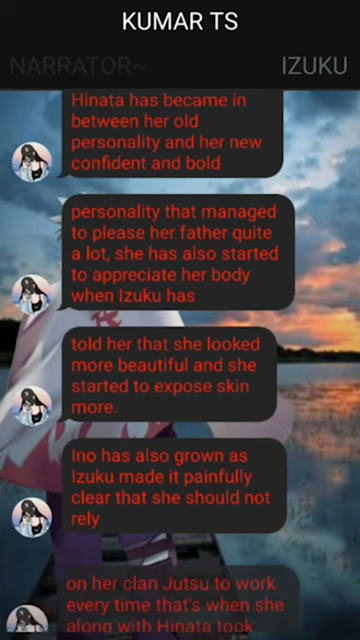 KUMAR TS
NARRATOR~ IZUKU
Hinata has became in
between her old
personality and her new
confident and bold
personality that managed
to please her father quite
a lot, she has also started
to appreciate her body
when Izuku has
told her that she looked
more beautiful and she
started to expose skin
more.
Ino has also grown as
Izuku made it painfully
clear that she should not
rely
on her clan Jutsu to work
every time that's when she
along with Hinata took